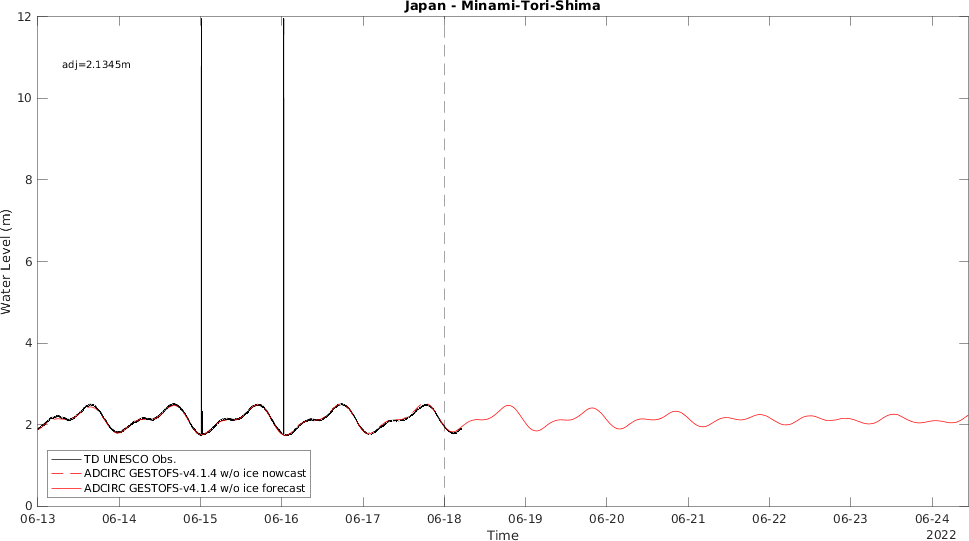 Japan - Minami-Tori-Shima
12
adj=2.1345m
10
8
6
4
2
0
Water Level (m)
TD UNESCO Obs.
ADCIRC GESTOFS-v4.1.4 w/o ice nowcast
ADCIRC GESTOFS-v4.1.4 w/o ice forecast
06-13 06-14 06-15 06-16 06-17 06-18 06-19 06-20 06-21 06-22 06-23 06-24
Time
2022